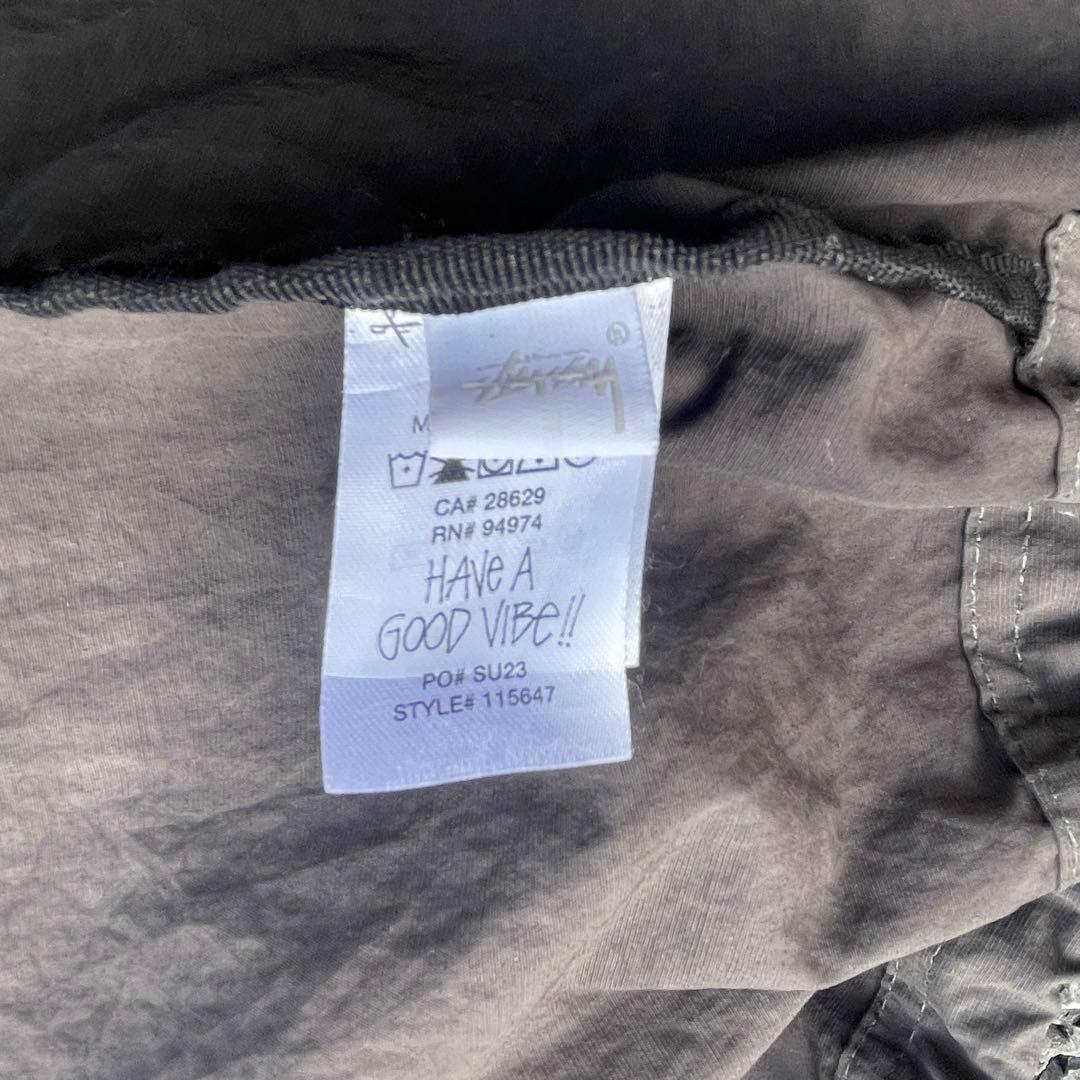 Stüssy ®
M
CA# 28629
RN# 94974
HAVE A
GOOD VIBE!!
PO# SU23
STYLE# 115647